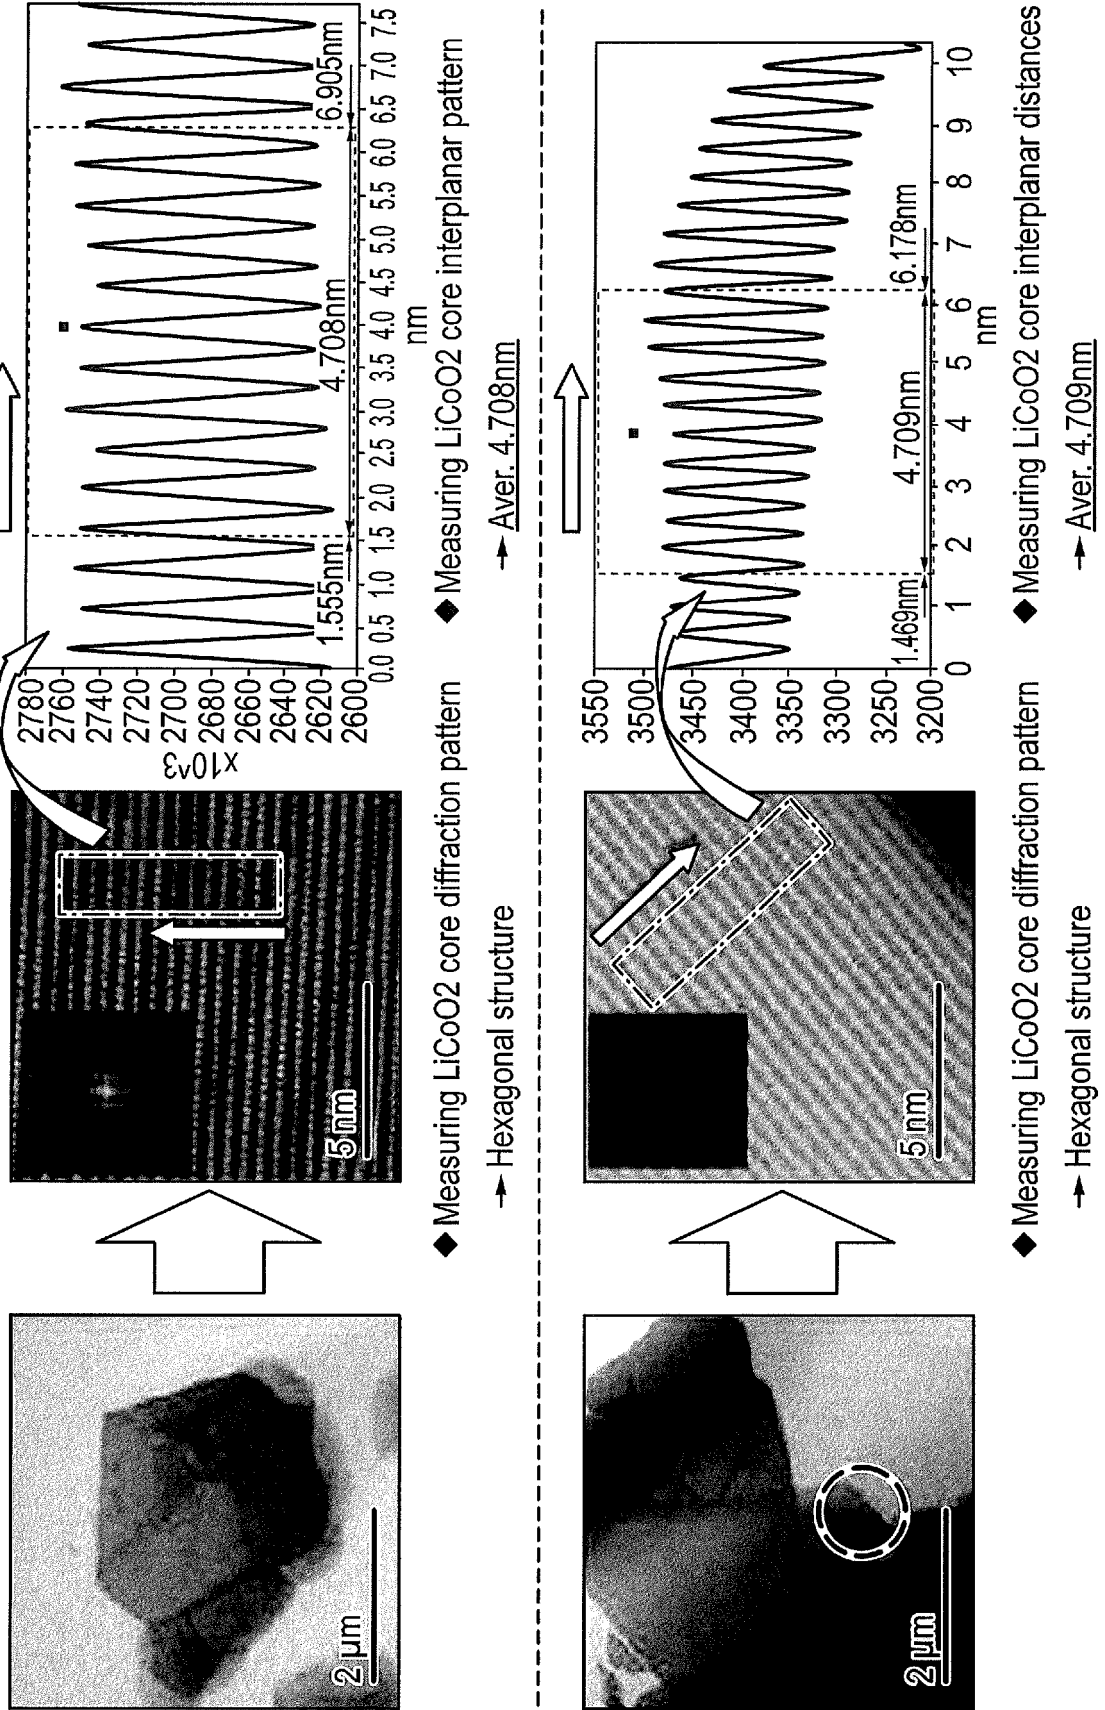 2 µm
5 nm
x10^3
2780
2760
2740
2720
2700
2680
2660
2640
2620
2600
0.0 0.5 1.0 1.5 2.0 2.5 3.0 3.5 4.0 4.5 5.0 5.5 6.0 6.5 7.0 7.5
nm
1.555nm
4.708nm
6.905nm
◆ Measuring LiCoO2 core diffraction pattern
→ Hexagonal structure
◆ Measuring LiCoO2 core interplanar pattern
→ Aver. 4.708nm
2 µm
5 nm
3550
3500
3450
3400
3350
3300
3250
3200
0 1 2 3 4 5 6 7 8 9 10
nm
1.469nm
4.709nm
6.178nm
◆ Measuring LiCoO2 core diffraction pattern
→ Hexagonal structure
◆ Measuring LiCoO2 core interplanar distances
→ Aver. 4.709nm